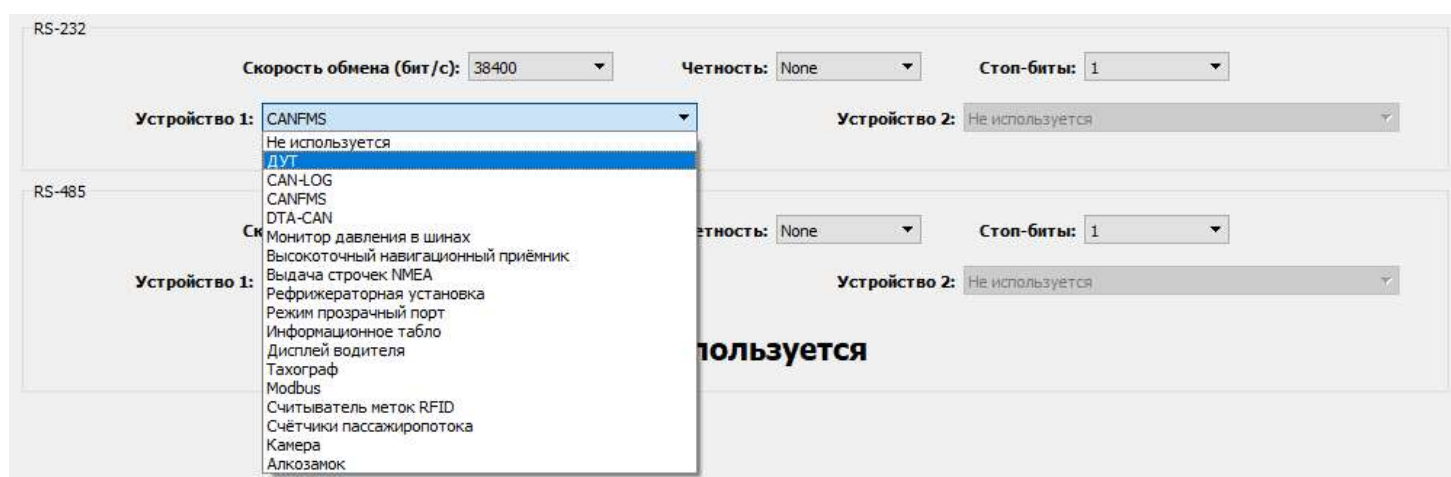 RS-232
Скорость обмена (бит/с): 38400 Четность: None Стоп-биты: 1
Устройство 1: CANFMS Устройство 2: Не используется
Не используется
ДУТ
CAN-LOG
CANFMS
DTA-CAN
Монитор давления в шинах
Высокоточный навигационный приёмник
Выдача строчек NMEA
Рефрижераторная установка
Режим прозрачный порт
Информационное табло
Дисплей водителя
Тахограф
Modbus
Считыватель меток RFID
Счётчики пассажиропотока
Камера
Алкозамок
RS-485
None Стоп-биты: 1
Устройство 1: Устройство 2: Не используется